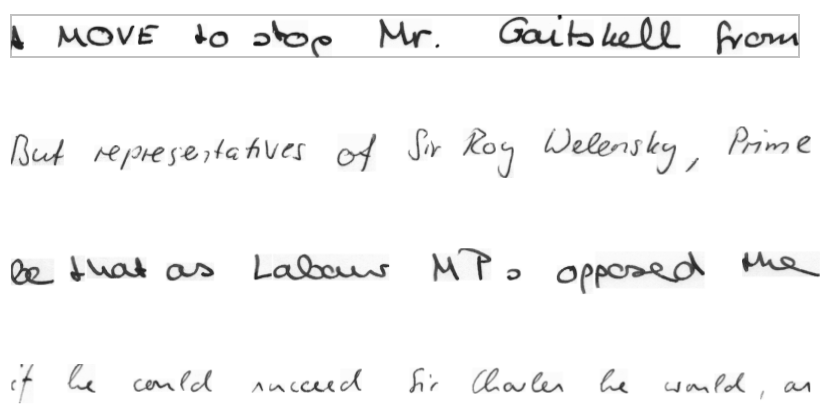 A MOVE to stop Mr. Gaitskell from
But representatives of Sir Roy Welensky, Prime
be that as Labour MPs opposed the
if he could succeed Sir Charles he would, as